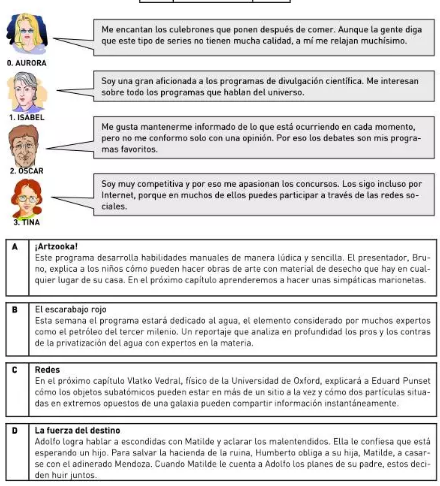 Me encantan los culebrones que ponen después de comer. Aunque la gente diga
que este tipo de series no tienen mucha calidad, a mí me relajan muchísimo.
0. AURORA
Soy una gran aficionada a los programas de divulgación científica. Me interesan
sobre todo los programas que hablan del universo.
1. ISABEL
Me gusta mantenerme informado de lo que está ocurriendo en cada momento,
pero no me conformo solo con una opinión. Por eso los debates son mis progra-
mas favoritos.
2. ÓSCAR
Soy muy competitiva y por eso me apasionan los concursos. Los sigo incluso por
Internet, porque en muchos de ellos puedes participar a través de las redes so-
ciales.
3. TINA
A ¡Artzooka!
Este programa desarrolla habilidades manuales de manera lúdica y sencilla. El presentador, Bru-
no, explica a los niños cómo pueden hacer obras de arte con material de desecho que hay en cual-
quier lugar de su casa. En el próximo capítulo aprenderemos a hacer unas simpáticas marionetas.
B El escarabajo rojo
Esta semana el programa estará dedicado al agua, el elemento considerado por muchos expertos
como el petróleo del tercer milenio. Un reportaje que analiza en profundidad los pros y los contras
de la privatización del agua con expertos en la materia.
C Redes
En el próximo capítulo Vlatko Vedral, físico de la Universidad de Oxford, explicará a Eduard Punset
cómo los objetos subatómicos pueden estar en más de un sitio a la vez y cómo dos partículas situa-
das en extremos opuestos de una galaxia pueden compartir información instantáneamente.
D La fuerza del destino
Adolfo logra hablar a escondidas con Matilde y aclarar los malentendidos. Ella le confiesa que está
esperando un hijo. Para salvar la hacienda de la ruina, Humberto obliga a su hija, Matilde, a casar-
se con el adinerado Mendoza. Cuando Matilde le cuenta a Adolfo los planes de su padre, estos deci-
den huir juntos.